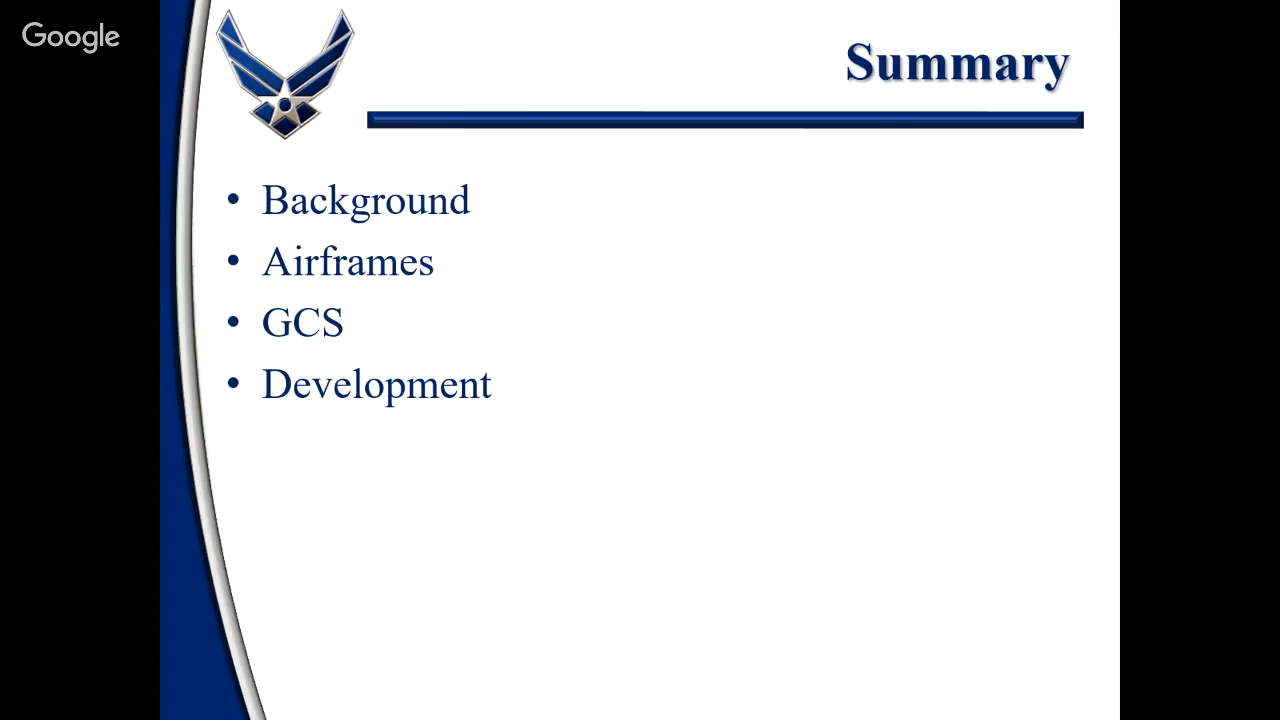 Google
Summary
• Background
• Airframes
• GCS
• Development